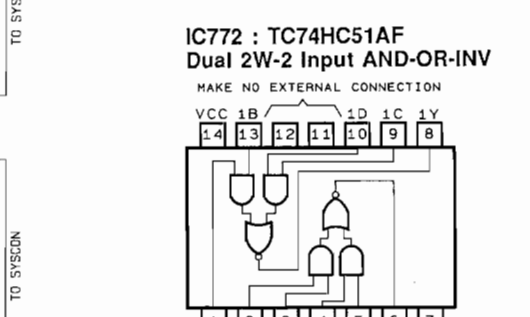 TO SYS
IC772 : TC74HC51AF
Dual 2W-2 Input AND-OR-INV
MAKE NO EXTERNAL CONNECTION
VCC 1B 1D 1C 1Y
14 13 12 11 10 9 8
TO SYSCON